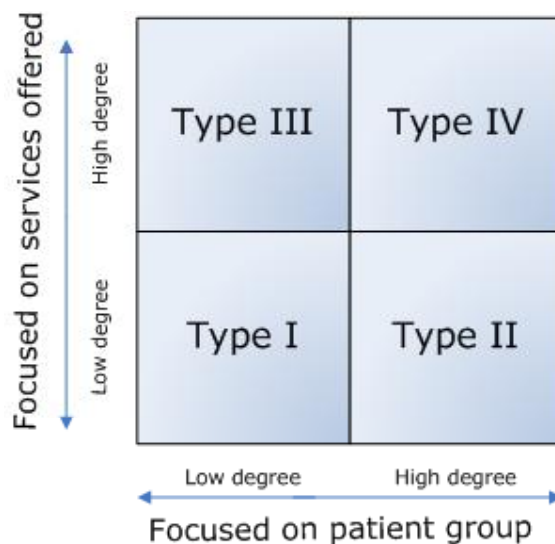 Focused on services offered
High degree
Low degree
Type III
Type IV
Type I
Type II
Low degree
High degree
Focused on patient group